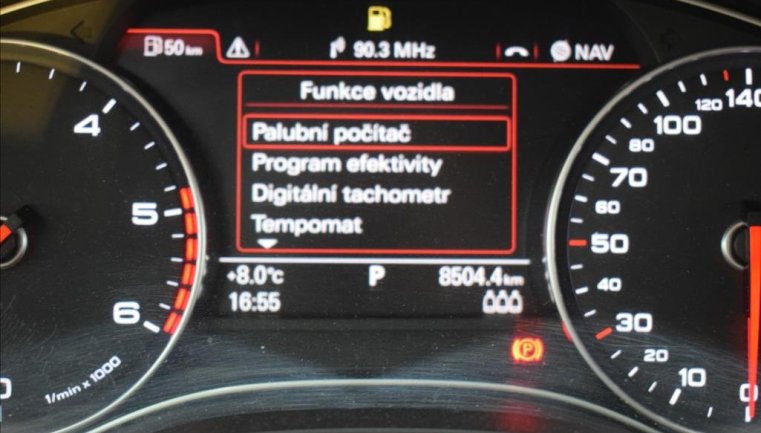 50 km 90.3 MHz NAV
Funkce vozidla
Palubní počítač
Program efektivity
Digitální tachometr
Tempomat
+8.0°C P 8504.4 km
16:55
4
5
6
1/min x 1000
140
120
100
80
70
60
50
40
30
20
10
0
P